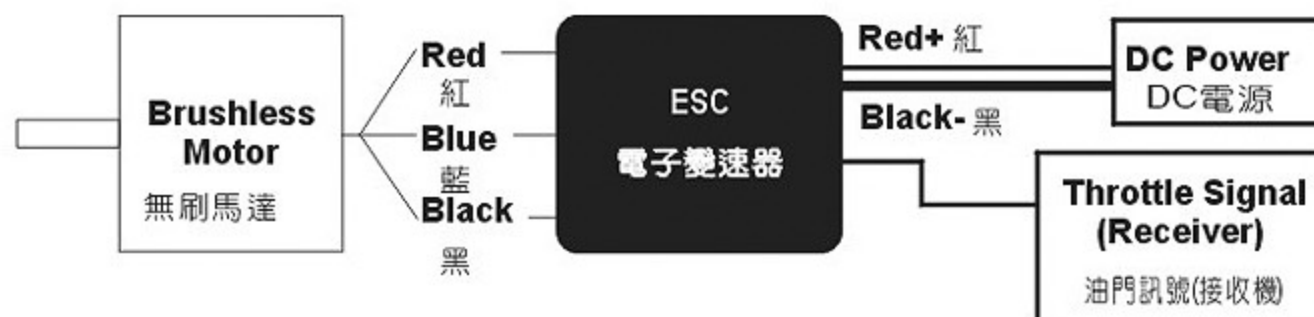 Brushless
Motor
無刷馬達
Red
紅
Blue
藍
Black
黑
ESC
電子變速器
Red+ 紅
Black- 黑
DC Power
DC電源
Throttle Signal
(Receiver)
油門訊號(接收機)